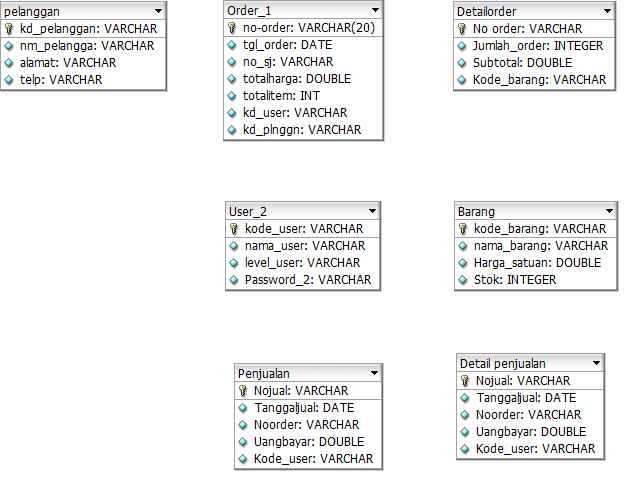 pelanggan
kd_pelanggan: VARCHAR
nm_pelangga: VARCHAR
alamat: VARCHAR
telp: VARCHAR
Order_1
no-order: VARCHAR(20)
tgl_order: DATE
no_sj: VARCHAR
totalharga: DOUBLE
totalitem: INT
kd_user: VARCHAR
kd_plnggn: VARCHAR
Detailorder
No order: VARCHAR
Jumlah_order: INTEGER
Subtotal: DOUBLE
Kode_barang: VARCHAR
User_2
kode_user: VARCHAR
nama_user: VARCHAR
level_user: VARCHAR
Password_2: VARCHAR
Barang
kode_barang: VARCHAR
nama_barang: VARCHAR
Harga_satuan: DOUBLE
Stok: INTEGER
Penjualan
Nojual: VARCHAR
Tanggaljual: DATE
Noorder: VARCHAR
Uangbayar: DOUBLE
Kode_user: VARCHAR
Detail penjualan
Nojual: VARCHAR
Tanggaljual: DATE
Noorder: VARCHAR
Uangbayar: DOUBLE
Kode_user: VARCHAR